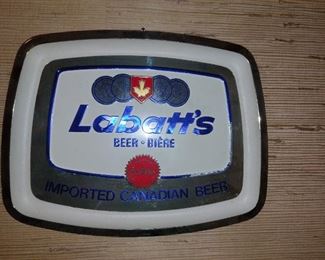 Labatt's
BEER • BIÈRE
IMPORTED CANADIAN BEER